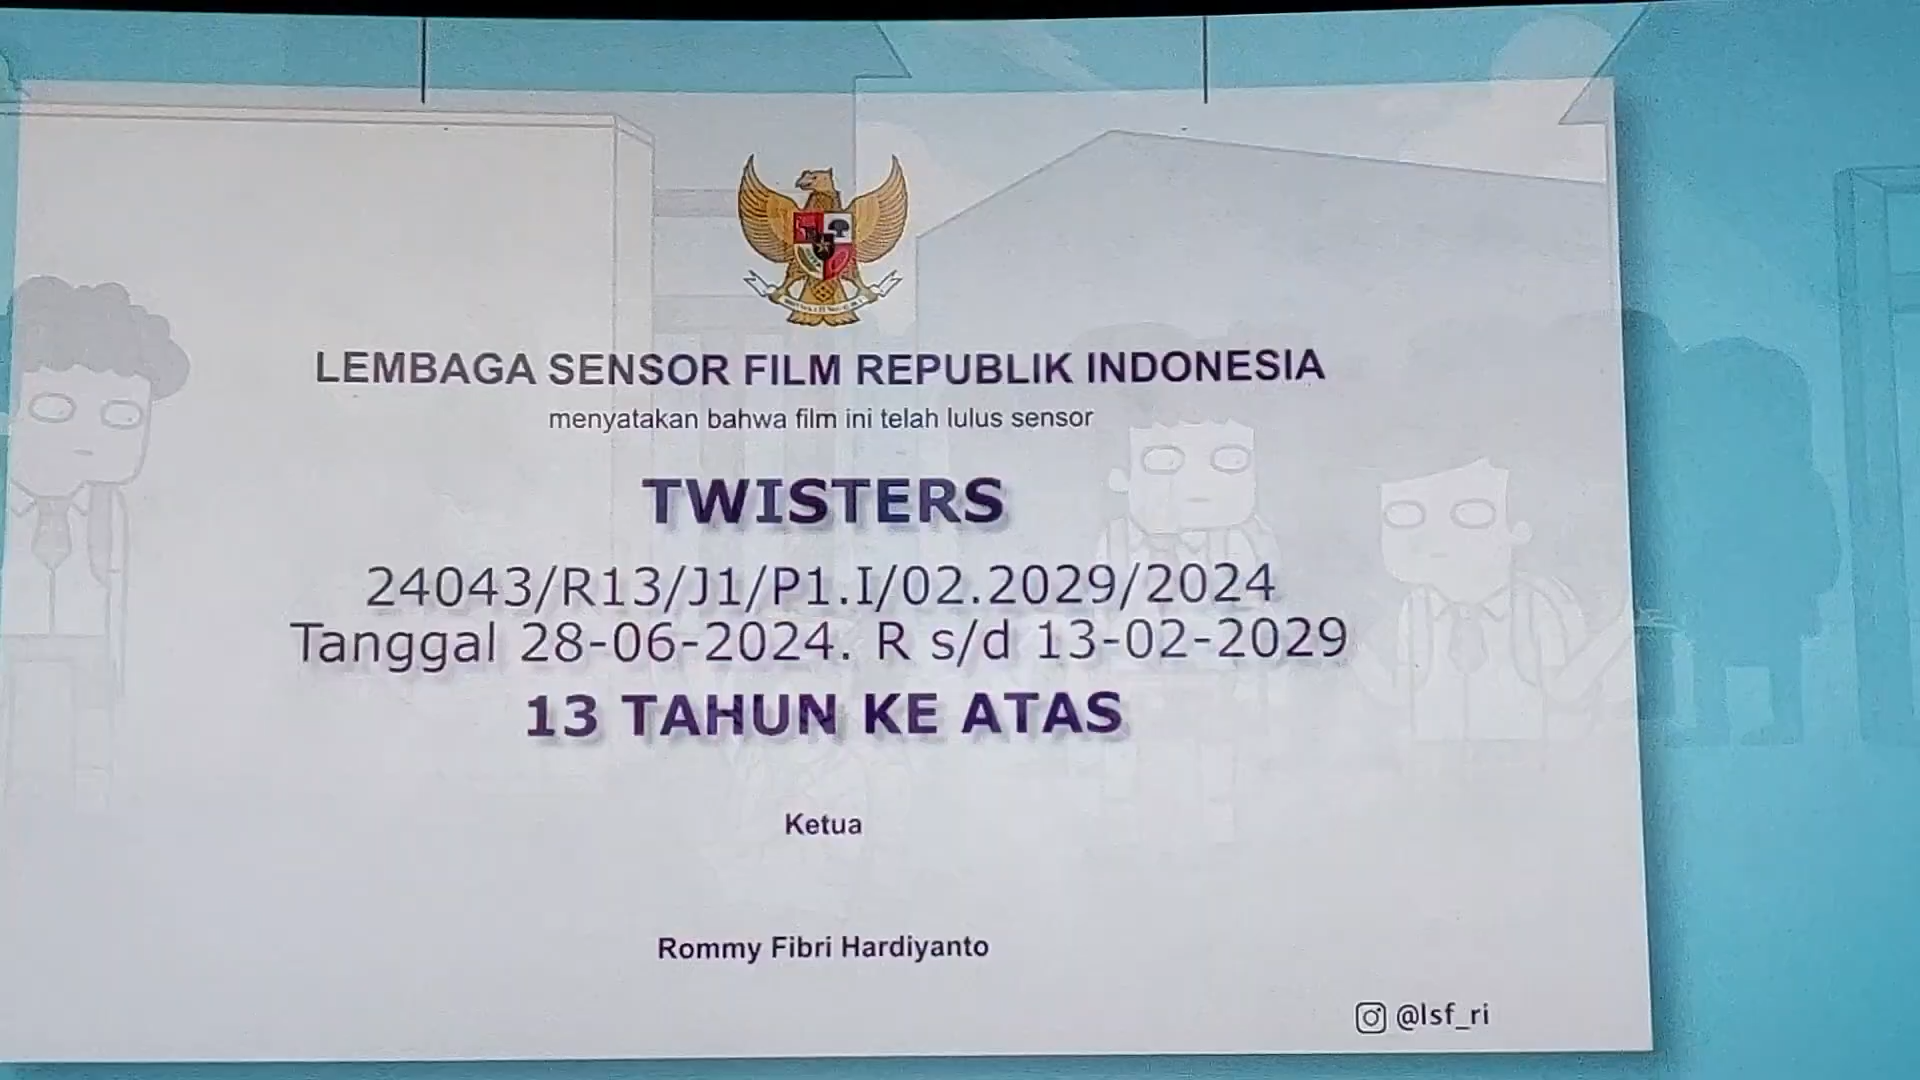 LEMBAGA SENSOR FILM REPUBLIK INDONESIA
menyatakan bahwa film ini telah lulus sensor
TWISTERS
24043/R13/J1/P1.I/02.2029/2024
Tanggal 28-06-2024. R s/d 13-02-2029
13 TAHUN KE ATAS
Ketua
Rommy Fibri Hardiyanto
@lsf_ri